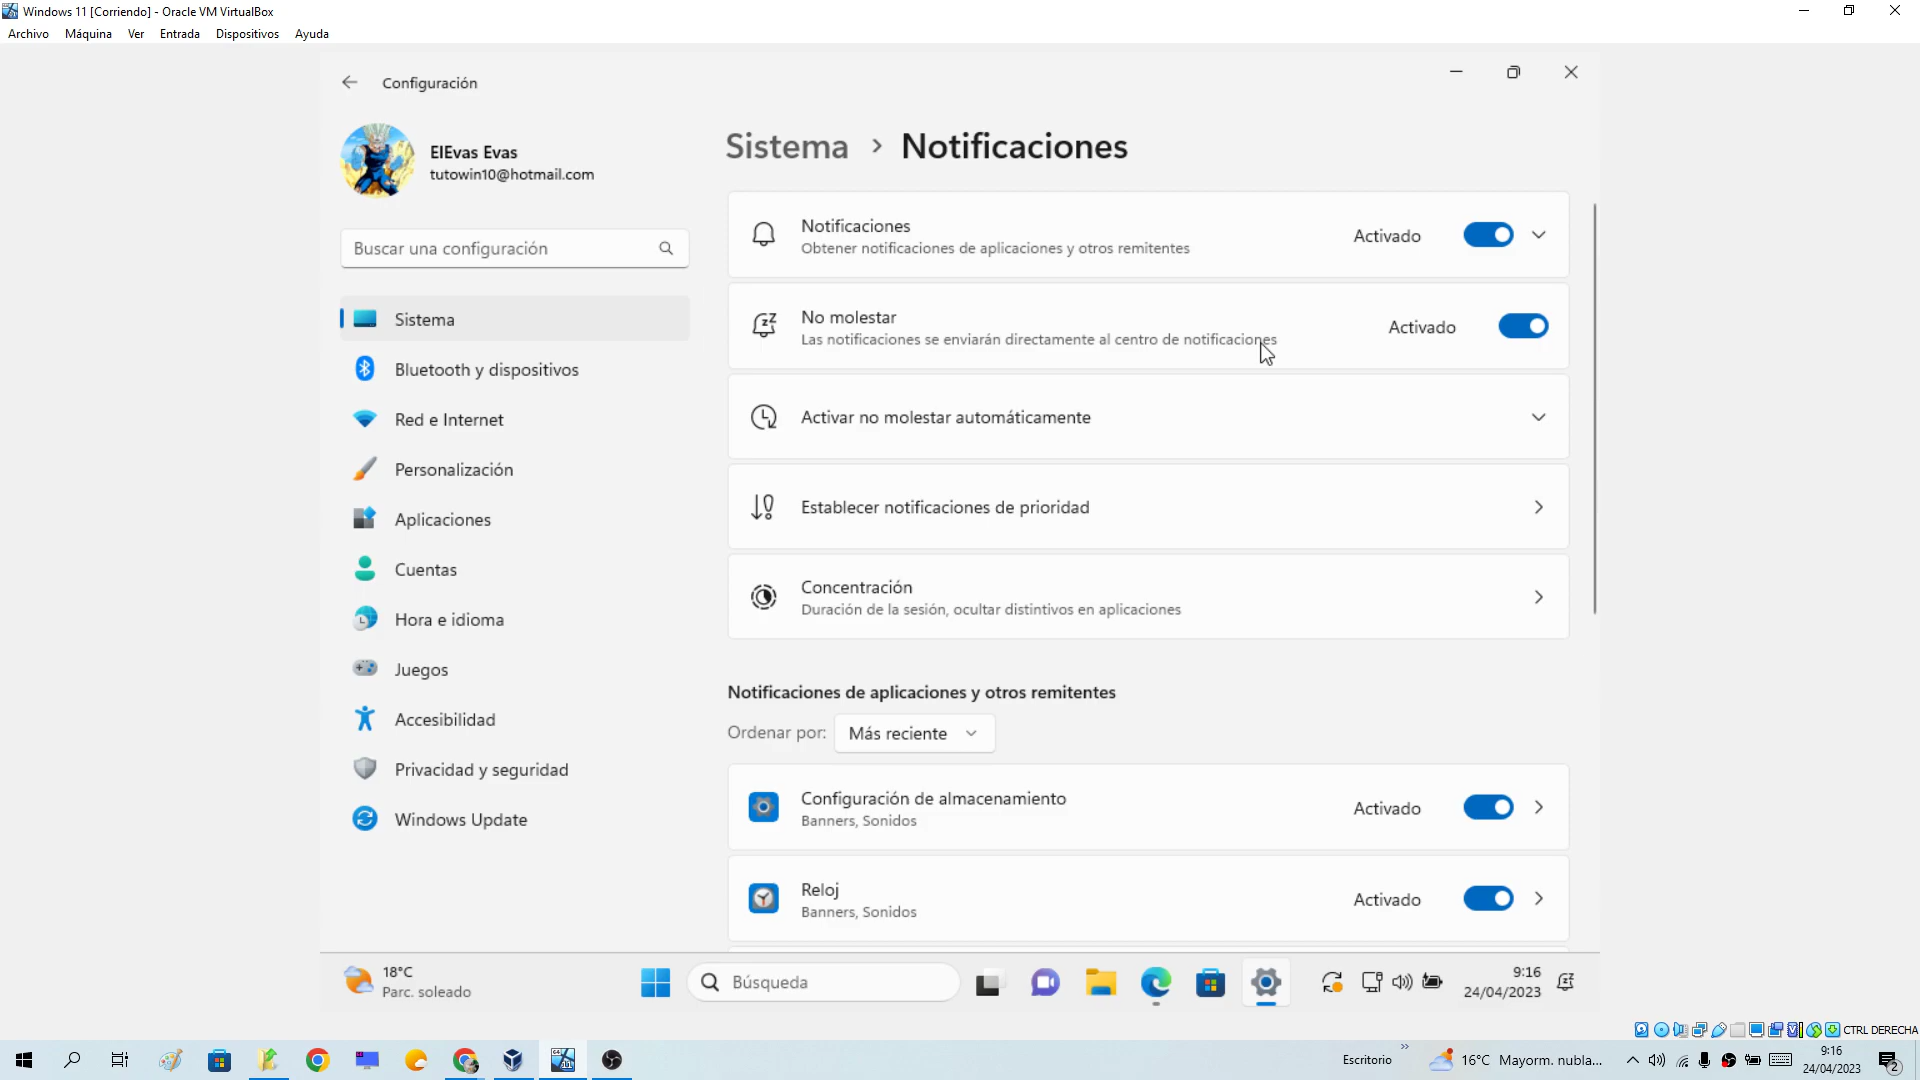 Windows 11 [Corriendo] - Oracle VM VirtualBox
Archivo Máquina Ver Entrada Dispositivos Ayuda
Configuración
ElEvas Evas
tutowin10@hotmail.com
Buscar una configuración
Sistema
Bluetooth y dispositivos
Red e Internet
Personalización
Aplicaciones
Cuentas
Hora e idioma
Juegos
Accesibilidad
Privacidad y seguridad
Windows Update
Sistema > Notificaciones
Notificaciones
Obtener notificaciones de aplicaciones y otros remitentes
Activado
No molestar
Las notificaciones se enviarán directamente al centro de notificaciones
Activado
Activar no molestar automáticamente
Establecer notificaciones de prioridad
Concentración
Duración de la sesión, ocultar distintivos en aplicaciones
Notificaciones de aplicaciones y otros remitentes
Ordenar por: Más reciente
Configuración de almacenamiento
Banners, Sonidos
Activado
Reloj
Banners, Sonidos
Activado
18°C
Parc. soleado
Búsqueda
9:16
24/04/2023
CTRL DERECHA
Escritorio
16°C Mayorm. nubla...
9:16
24/04/2023
2